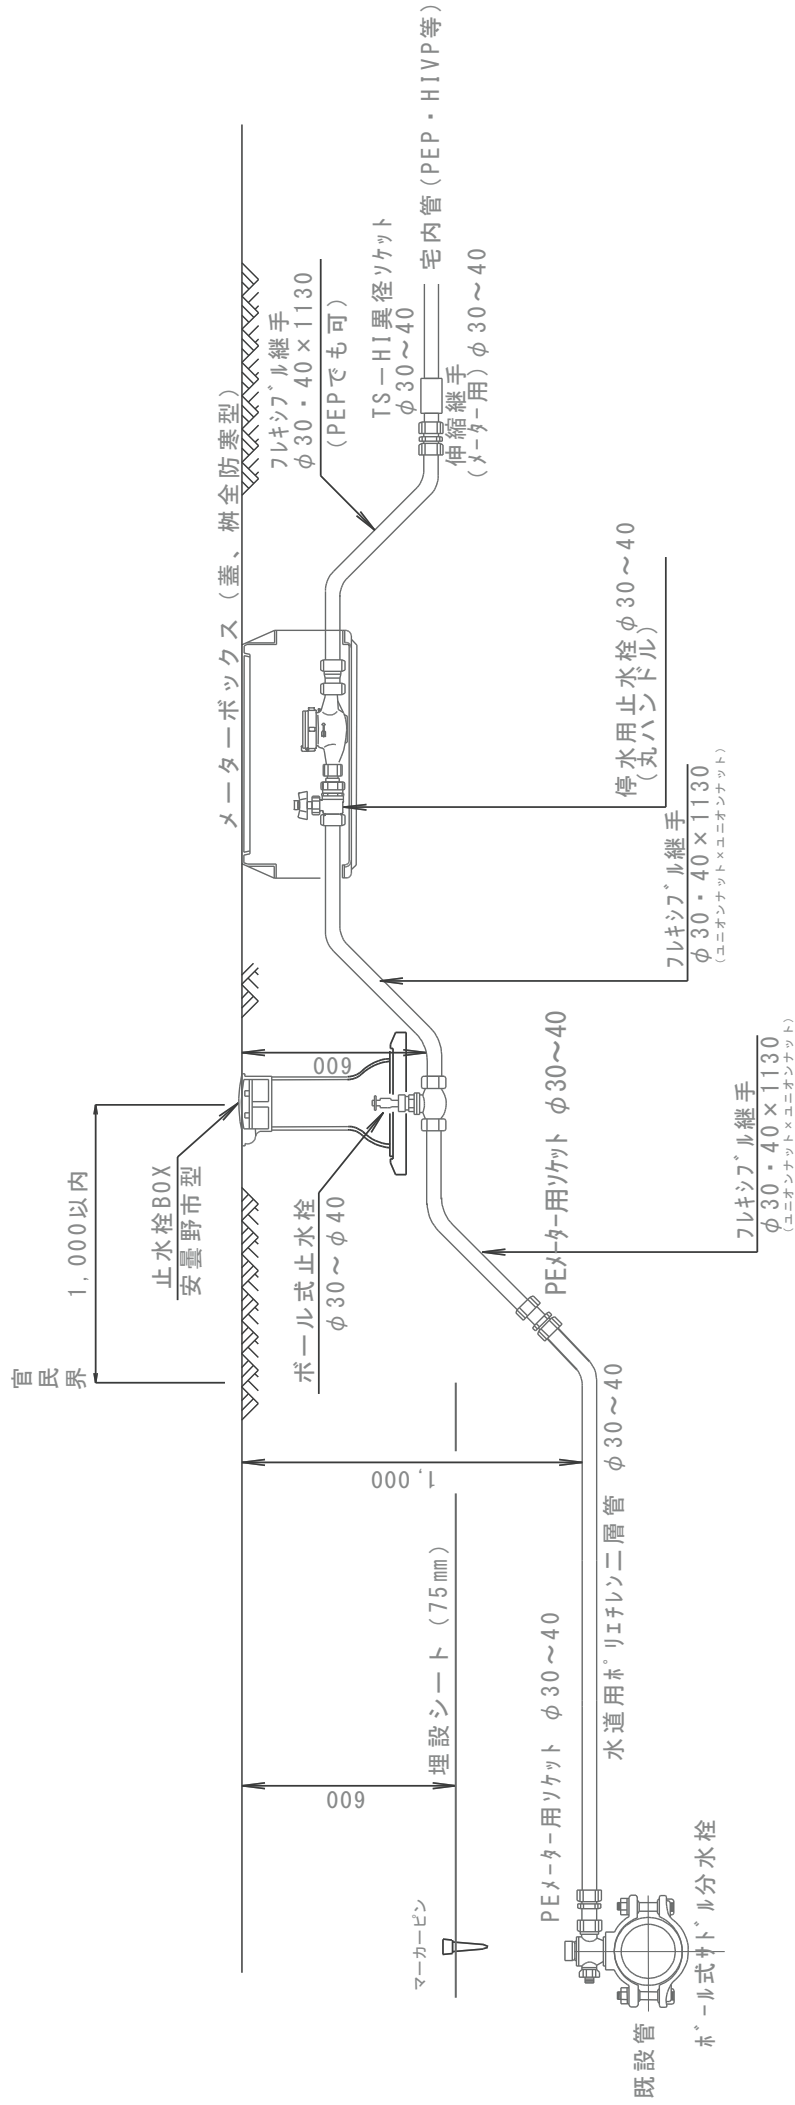 官民界
1,000以内
止水栓BOX
安曇野市型
ボール式止水栓
φ30～φ40
600
メーターボックス（蓋、桝全防寒型）
フレキシブル継手
φ30・40×1130
(PEPでも可)
TS－HI異径ソケット
φ30～40
宅内管(PEP・HIVP等)
伸縮継手
(メーター用)φ30～40
停水用止水栓φ30～40
(丸ハンドル)
フレキシブル継手
φ30・40×1130
(ユニオンナット×ユニオンナット)
フレキシブル継手
φ30・40×1130
(ユニオンナット×ユニオンナット)
PEメーター用ソケット φ30～40
1,000
水道用ポリエチレン二層管 φ30～40
埋設シート（75mm）
600
PEメーター用ソケット φ30～40
マーカーピン
既設管
ボール式サドル分水栓